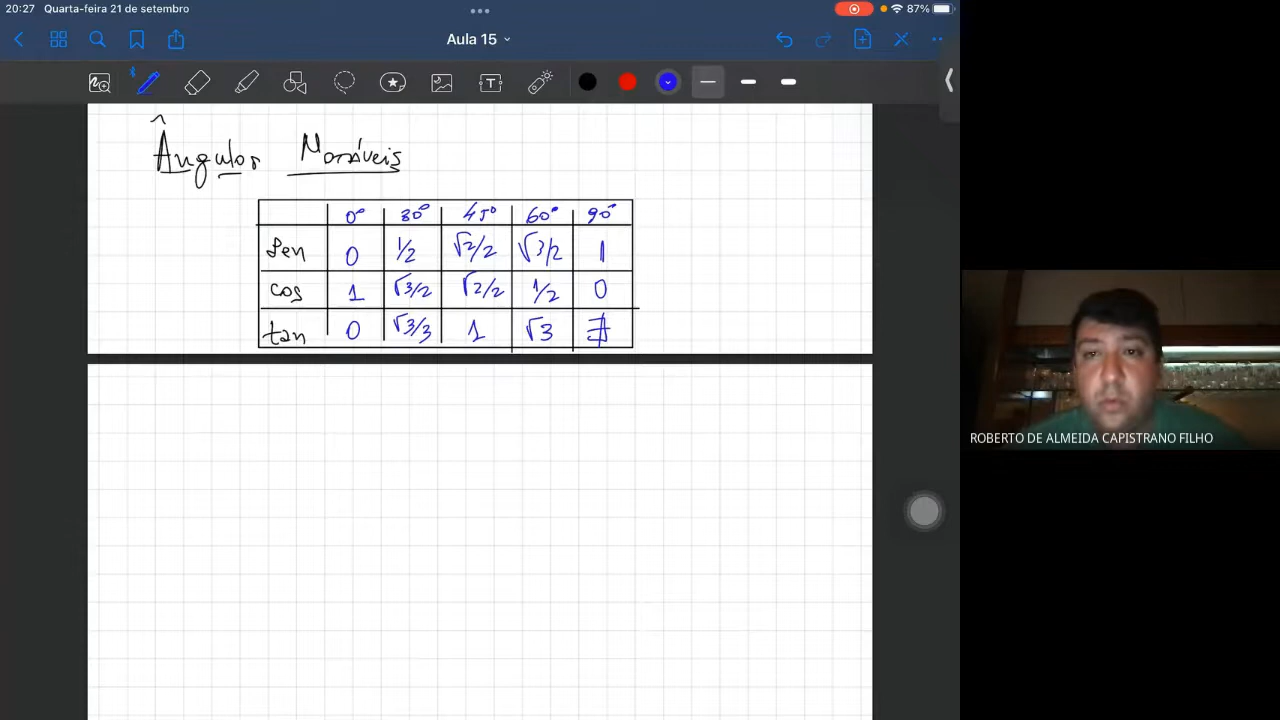 20:27 Quarta-feira 21 de setembro
87%
Aula 15
Ângulos Notáveis
0° 30° 45° 60° 90°
Sen 0 1/2 √2/2 √3/2 1
cos 1 √3/2 √2/2 1/2 0
tan 0 √3/3 1 √3 ∄
ROBERTO DE ALMEIDA CAPISTRANO FILHO